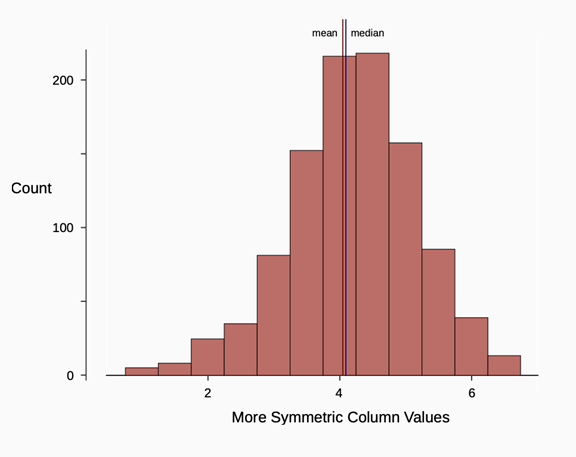 mean median
200
Count
100
0
2 4 6
More Symmetric Column Values